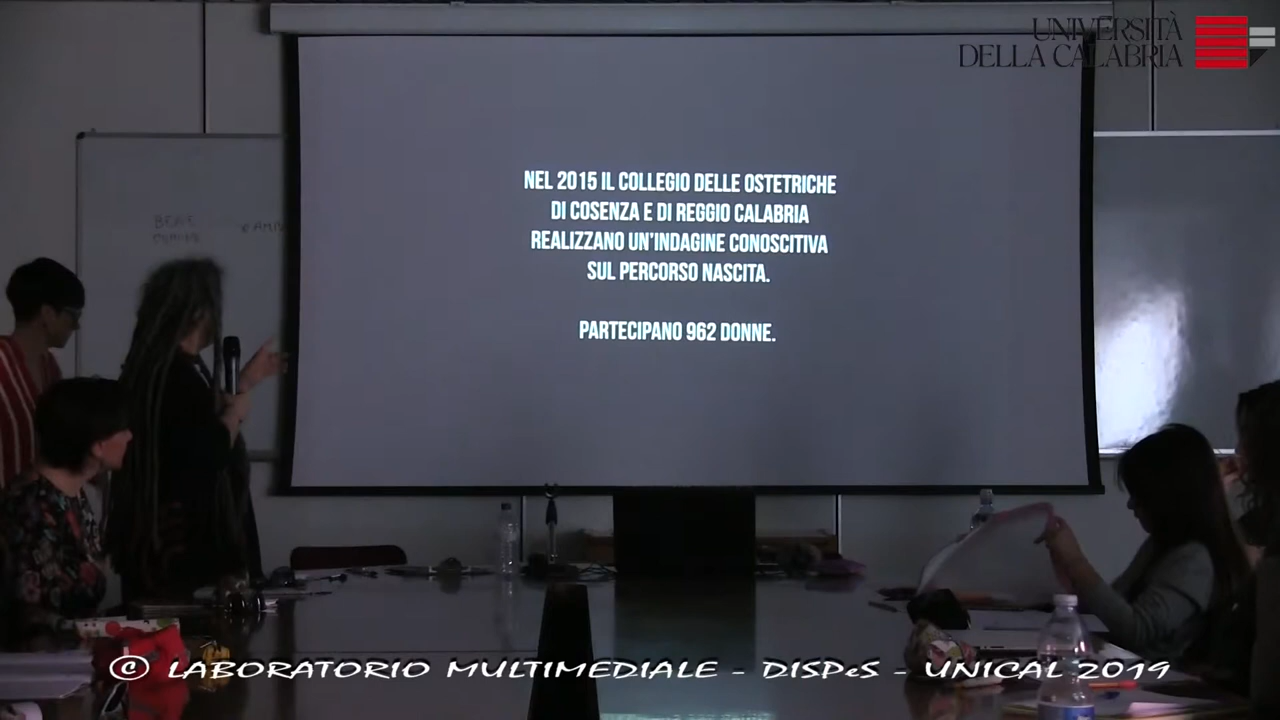 UNIVERSITÀ
DELLA CALABRIA
NEL 2015 IL COLLEGIO DELLE OSTETRICHE
DI COSENZA E DI REGGIO CALABRIA
REALIZZANO UN'INDAGINE CONOSCITIVA
SUL PERCORSO NASCITA.
PARTECIPANO 962 DONNE.
© LABORATORIO MULTIMEDIALE - DISPeS - UNICAL 2019